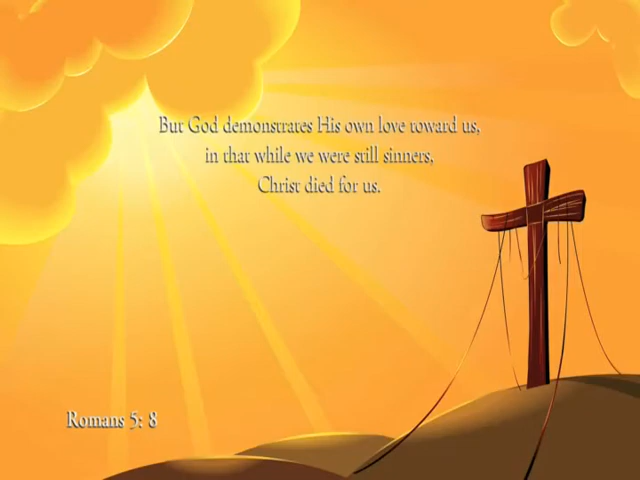 But God demonstrates His own love toward us,
in that while we were still sinners,
Christ died for us.
Romans 5: 8